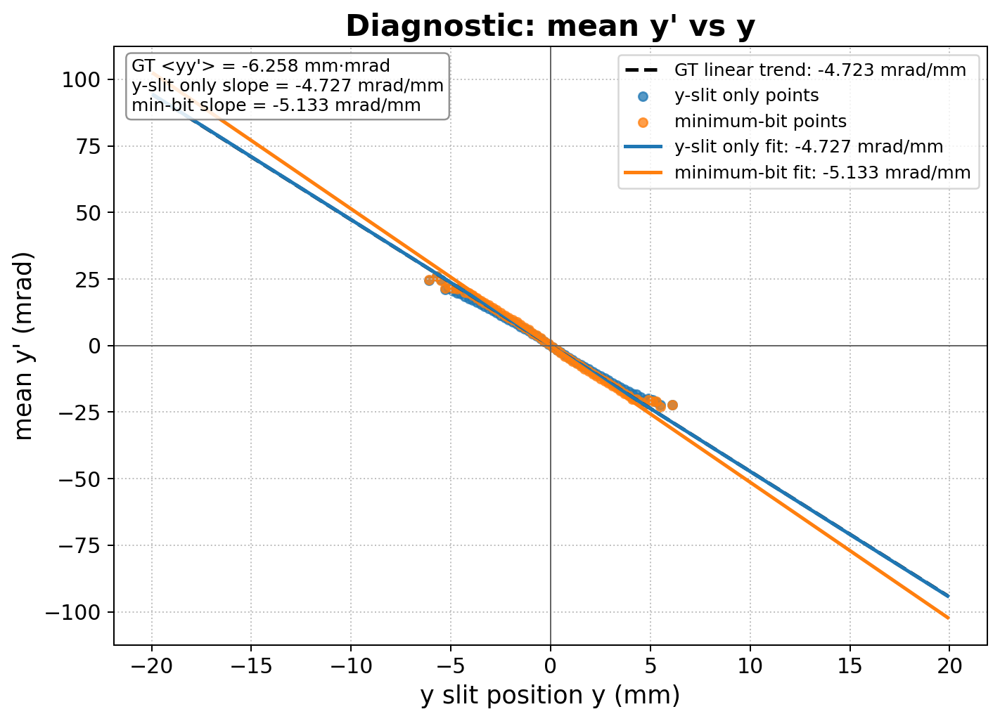 Diagnostic: mean y' vs y
GT <yy'> = -6.258 mm·mrad
y-slit only slope = -4.727 mrad/mm
min-bit slope = -5.133 mrad/mm
GT linear trend: -4.723 mrad/mm
y-slit only points
minimum-bit points
y-slit only fit: -4.727 mrad/mm
minimum-bit fit: -5.133 mrad/mm
mean y' (mrad)
100
75
50
25
0
−25
−50
−75
−100
−20 −15 −10 −5 0 5 10 15 20
y slit position y (mm)